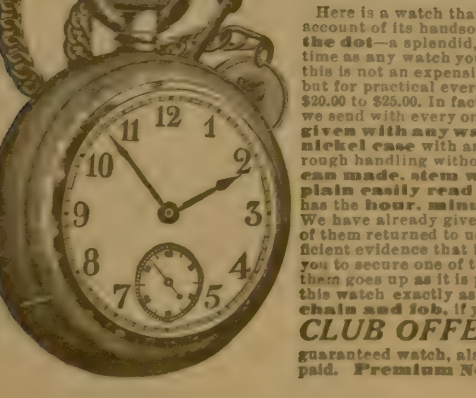 12
11
1
10
2
9
3
8
4
7
5
Here is a watch tha
account of its handso
the dot—a splendid
time as any watch you
this is not an expens
but for practical ever
$20.00 to $25.00. In fac
we send with every or
given with any wa
nickel case with an
rough handling witho
can made, stem w
plain easily read
has the hour, minu
We have already give
of them returned to u
ficient evidence that i
you to secure one of t
them goes up as it is p
this watch exactly as
chain and fob, if y
CLUB OFFE
guaranteed watch, als
paid. Premium N